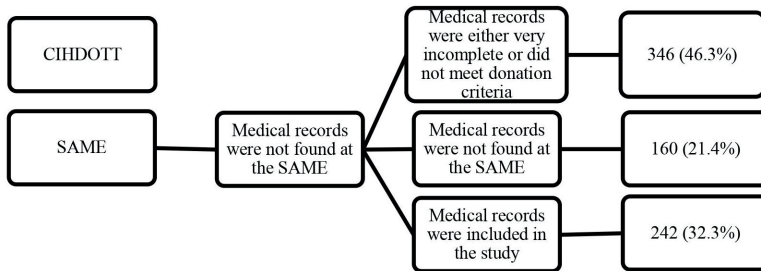 CIHDOTT
SAME
Medical records
were not found at
the SAME
Medical records
were either very
incomplete or did
not meet donation
criteria
346 (46.3%)
Medical records
were not found at
the SAME
160 (21.4%)
Medical records
were included in
the study
242 (32.3%)